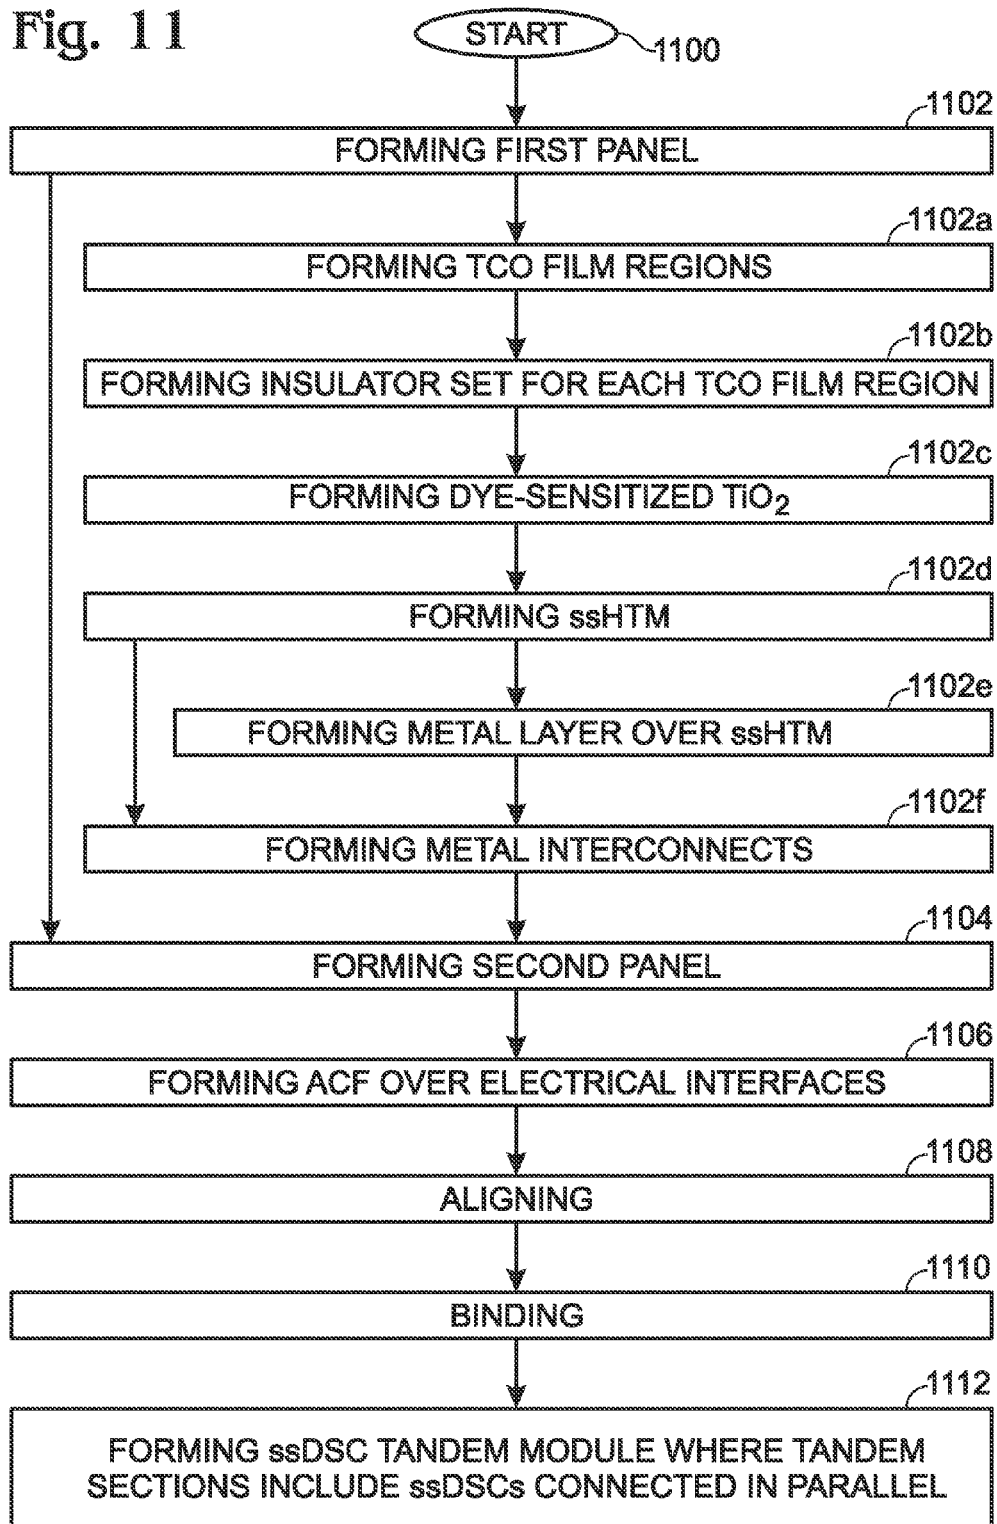 Fig. 11
START
1100
1102
FORMING FIRST PANEL
1102a
FORMING TCO FILM REGIONS
1102b
FORMING INSULATOR SET FOR EACH TCO FILM REGION
1102c
FORMING DYE-SENSITIZED TiO2
1102d
FORMING ssHTM
1102e
FORMING METAL LAYER OVER ssHTM
1102f
FORMING METAL INTERCONNECTS
1104
FORMING SECOND PANEL
1106
FORMING ACF OVER ELECTRICAL INTERFACES
1108
ALIGNING
1110
BINDING
1112
FORMING ssDSC TANDEM MODULE WHERE TANDEM
SECTIONS INCLUDE ssDSCs CONNECTED IN PARALLEL